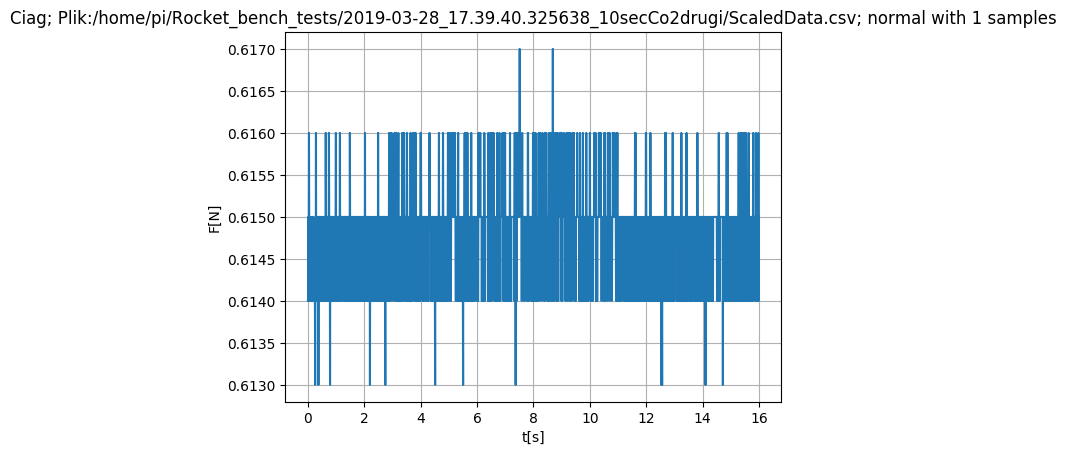 Ciag; Plik:/home/pi/Rocket_bench_tests/2019-03-28_17.39.40.325638_10secCo2drugi/ScaledData.csv; normal with 1 samples
0.6170
0.6165
0.6160
0.6155
0.6150
0.6145
0.6140
0.6135
0.6130
F[N]
0 2 4 6 8 10 12 14 16
t[s]